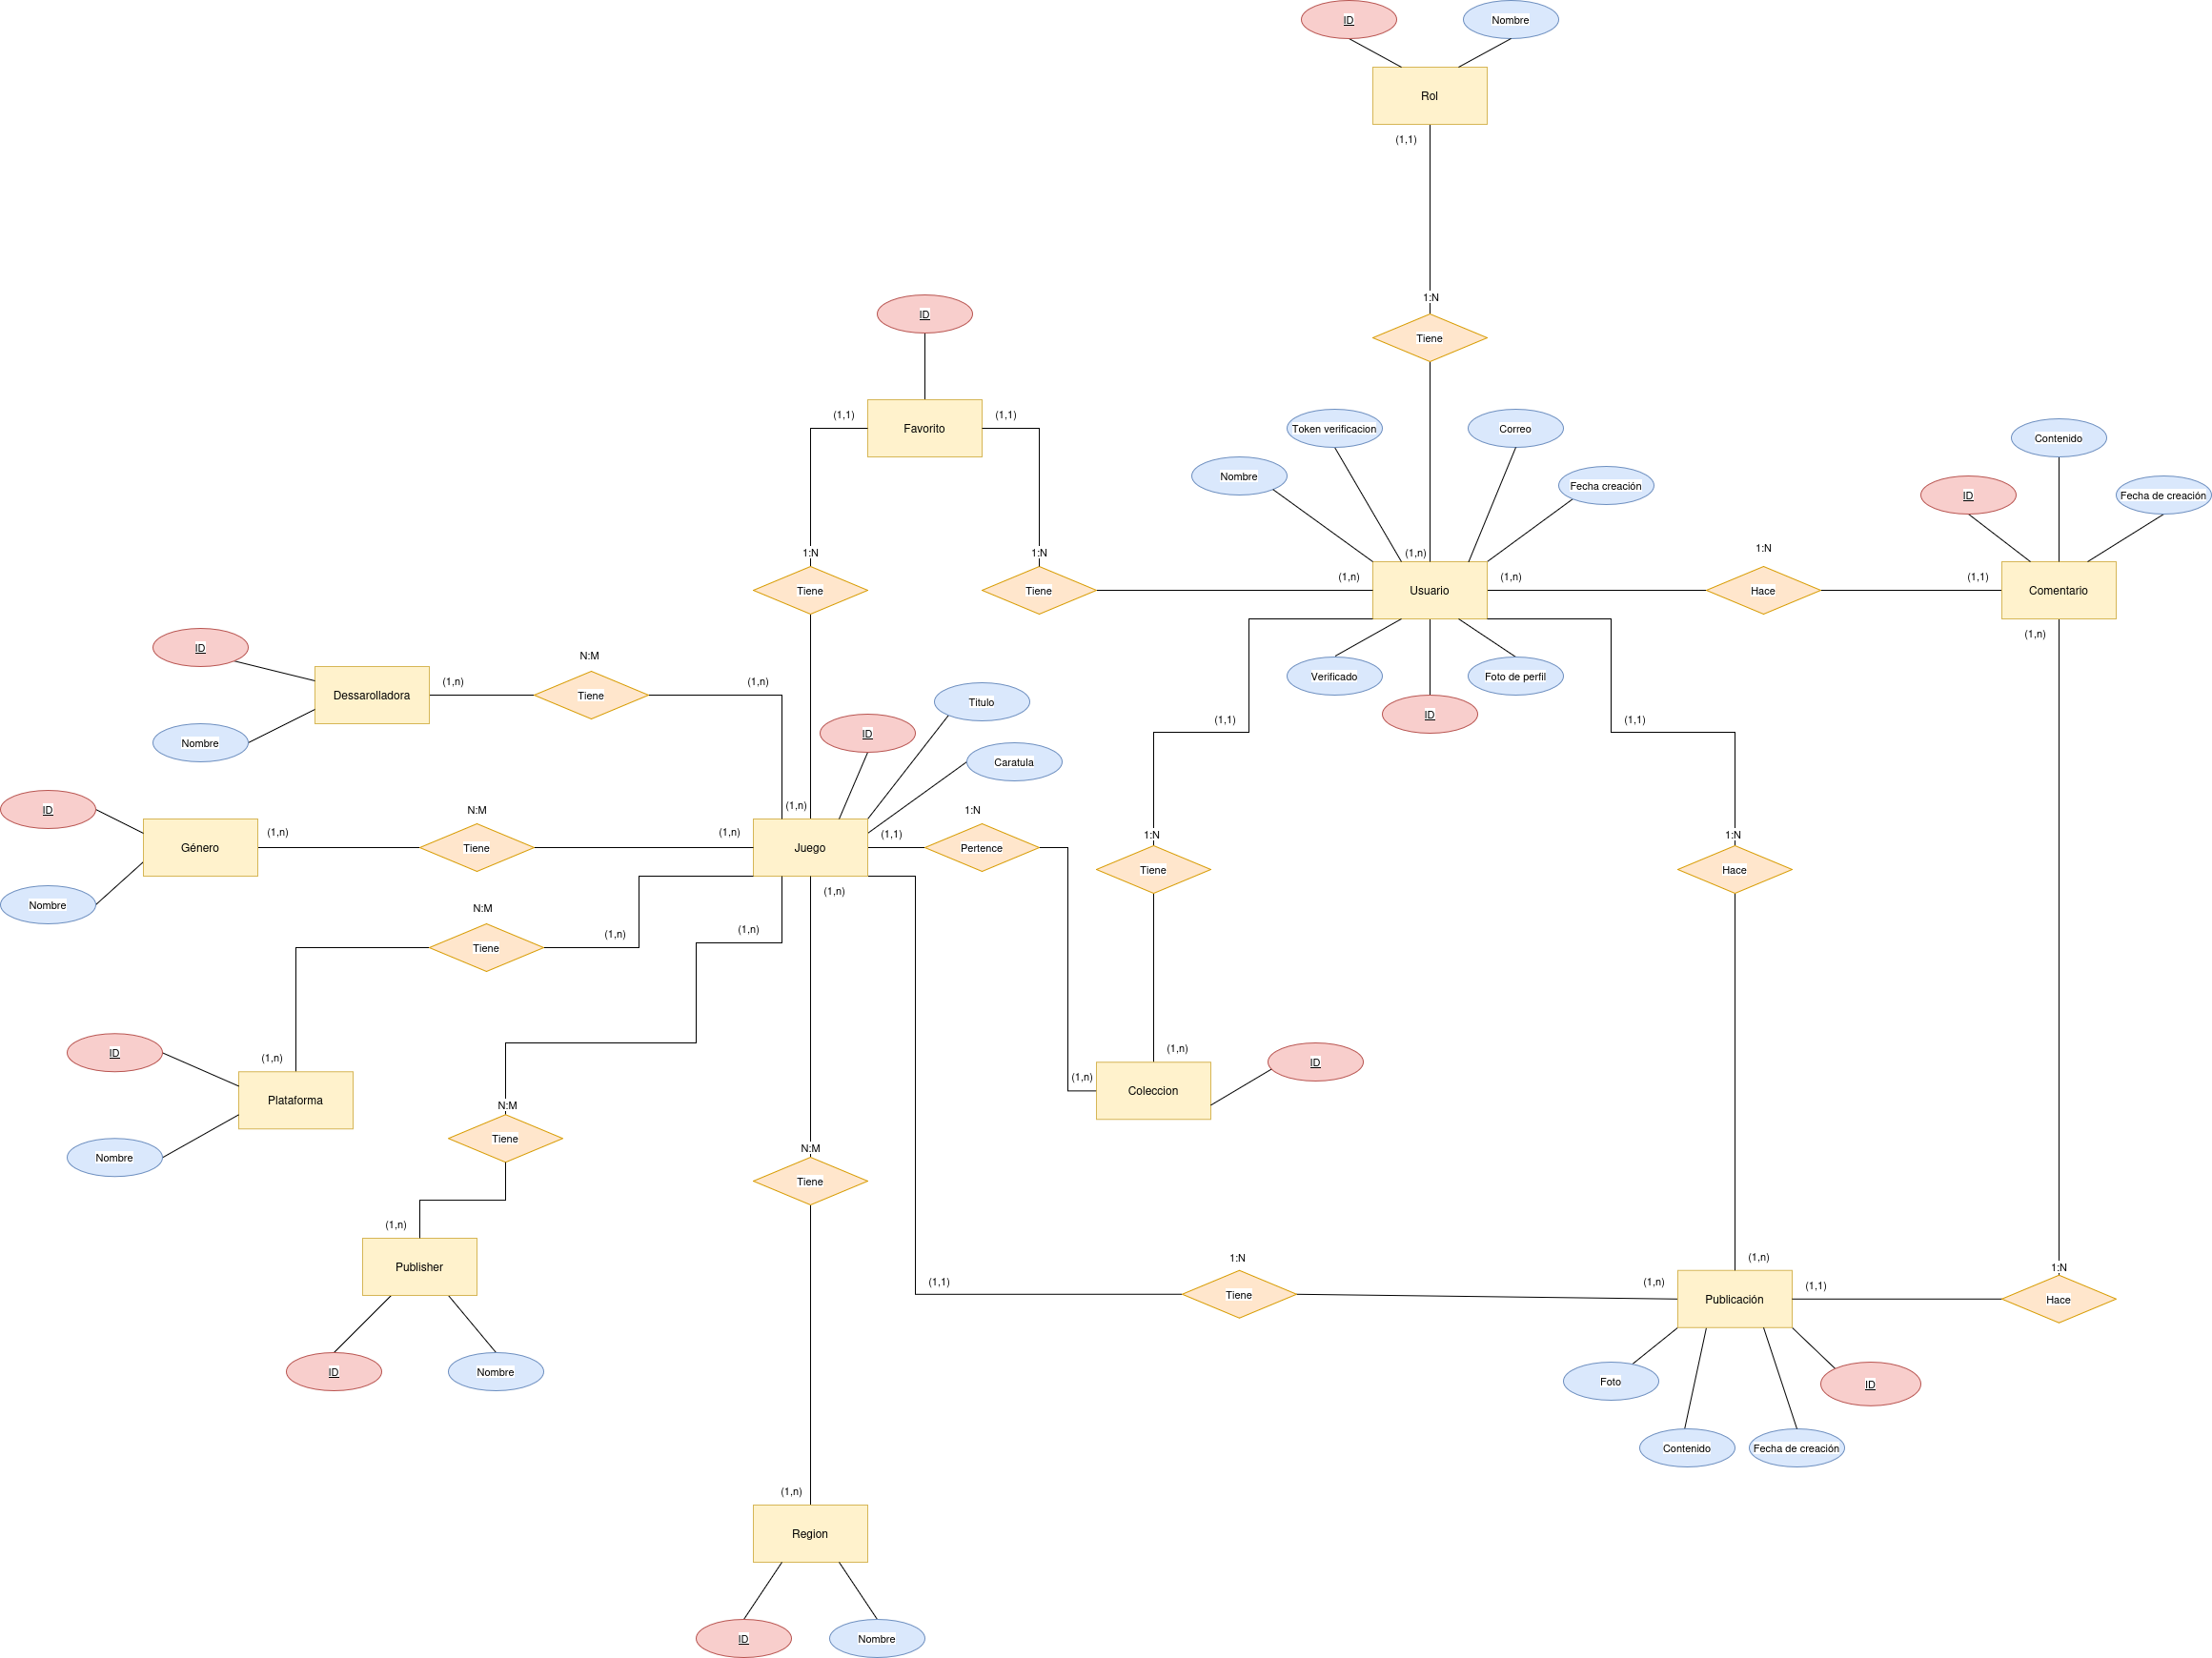 ID
Nombre
Rol
(1,1)
1:N
Tiene
ID
Favorito
(1,1)
(1,1)
1:N
1:N
Tiene
Tiene
Token verificacion
Correo
Nombre
Fecha creación
(1,n)
(1,n)
Usuario
(1,n)
1:N
Hace
(1,1)
Contenido
ID
Fecha de creación
Comentario
(1,n)
Verificado
Foto de perfil
ID
(1,1)
(1,1)
ID
Dessarolladora
Nombre
(1,n)
N:M
Tiene
(1,n)
Titulo
ID
Caratula
(1,n)
ID
Género
Nombre
(1,n)
N:M
Tiene
(1,n)
Juego
(1,1)
1:N
Pertence
1:N
Tiene
1:N
Hace
(1,n)
N:M
Tiene
(1,n)
(1,n)
ID
(1,n)
Plataforma
Nombre
N:M
Tiene
(1,n)
(1,n)
Coleccion
ID
N:M
Tiene
(1,n)
Publisher
ID
Nombre
(1,1)
1:N
Tiene
(1,n)
(1,n)
Publicación
(1,1)
1:N
Hace
Foto
ID
Contenido
Fecha de creación
(1,n)
Region
ID
Nombre